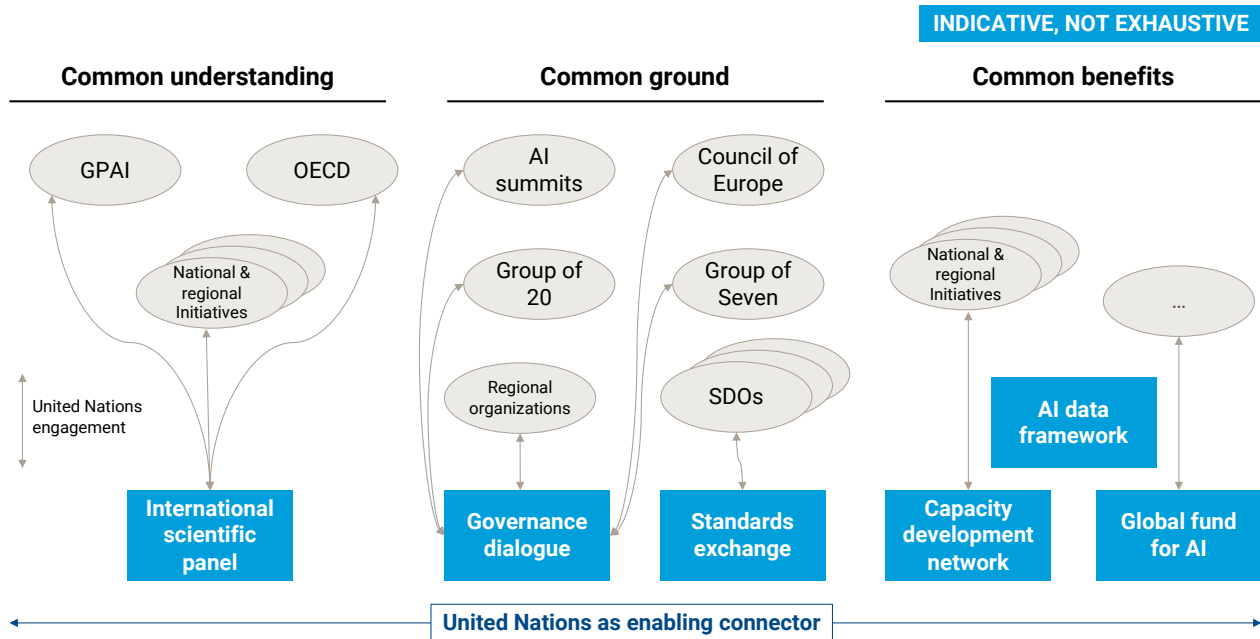 INDICATIVE, NOT EXHAUSTIVE
Common understanding
Common ground
Common benefits
GPAI
OECD
National &
regional
Initiatives
United Nations
engagement
International
scientific
panel
AI
summits
Council of
Europe
Group of
20
Group of
Seven
Regional
organizations
SDOs
Governance
dialogue
Standards
exchange
National &
regional
Initiatives
...
AI data
framework
Capacity
development
network
Global fund
for AI
United Nations as enabling connector